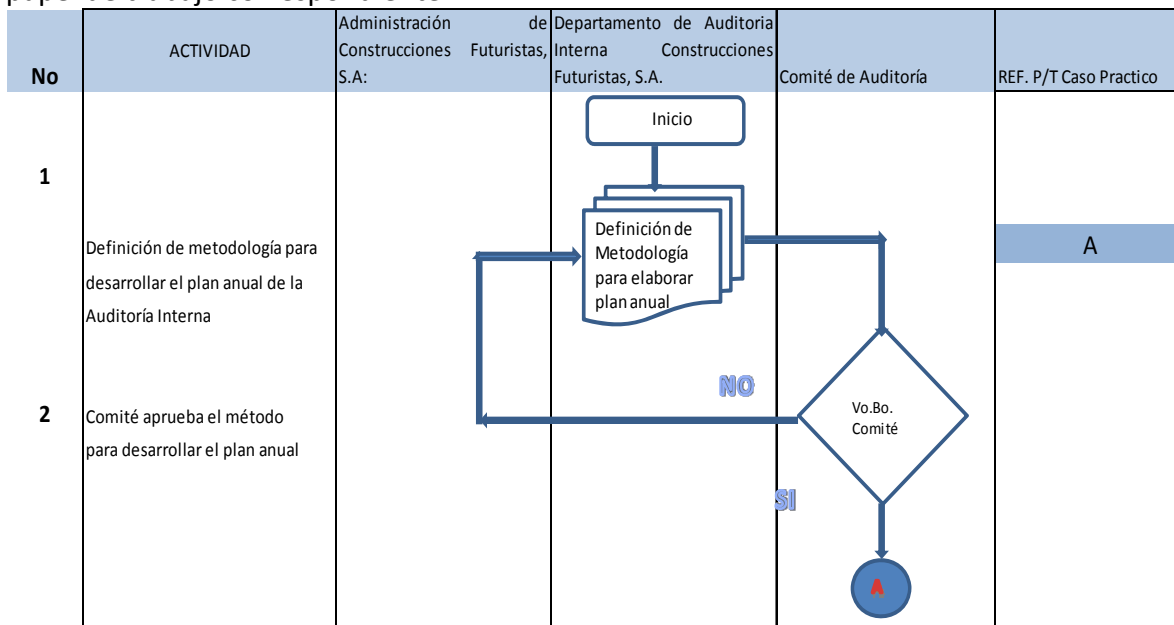 No
ACTIVIDAD
Administración de
Construcciones Futuristas,
S.A:
Departamento de Auditoria
Interna Construcciones
Futuristas, S.A.
Comité de Auditoría
REF. P/T Caso Practico
Inicio
1
Definición de metodología para
desarrollar el plan anual de la
Auditoría Interna
Definición de
Metodología
para elaborar
plan anual
A
NO
2
Comité aprueba el método
para desarrollar el plan anual
Vo.Bo.
Comité
SI
A